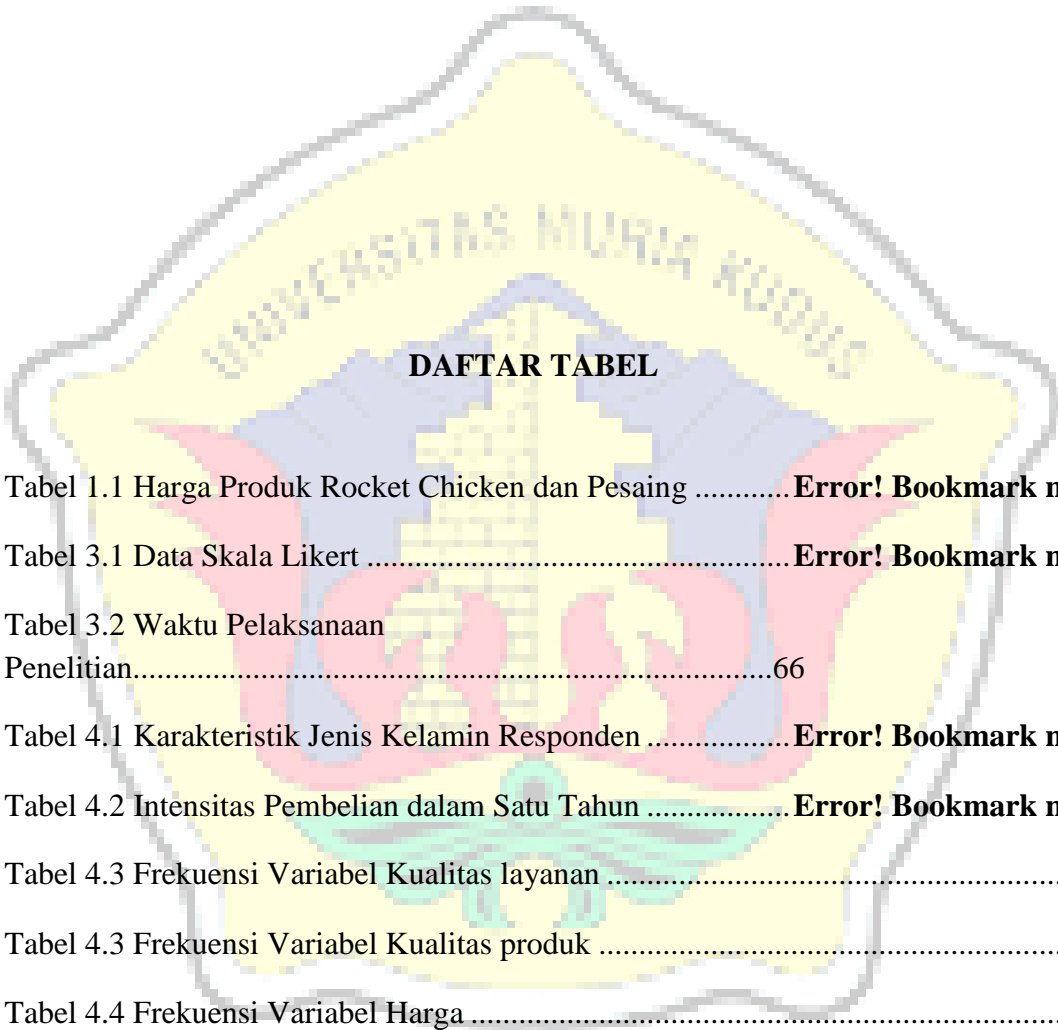 UNIVERSITAS MURIA KUDUS
DAFTAR TABEL
Tabel 1.1 Harga Produk Rocket Chicken dan Pesaing ............Error! Bookmark n
Tabel 3.1 Data Skala Likert .....................................................Error! Bookmark n
Tabel 3.2 Waktu Pelaksanaan
Penelitian................................................................................66
Tabel 4.1 Karakteristik Jenis Kelamin Responden ..................Error! Bookmark n
Tabel 4.2 Intensitas Pembelian dalam Satu Tahun ..................Error! Bookmark n
Tabel 4.3 Frekuensi Variabel Kualitas layanan .........................................................
Tabel 4.3 Frekuensi Variabel Kualitas produk ..........................................................
Tabel 4.4 Frekuensi Variabel Harga ..........................................................................